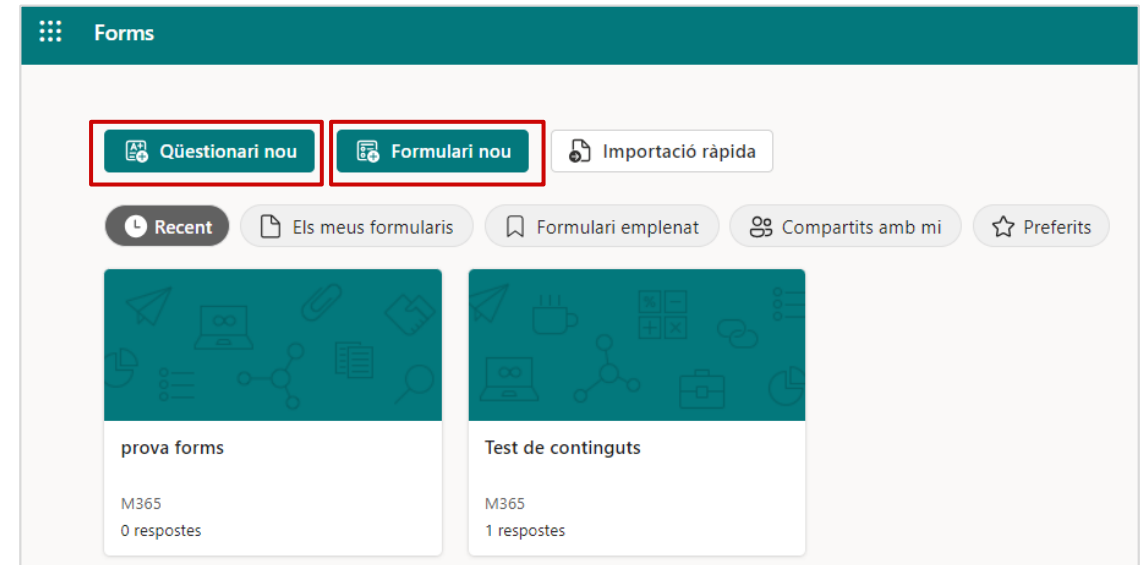 Forms
Qüestionari nou
Formulari nou
Importació ràpida
Recent
Els meus formularis
Formulari emplenat
Compartits amb mi
Preferits
prova forms
M365
0 respostes
Test de continguts
M365
1 respostes